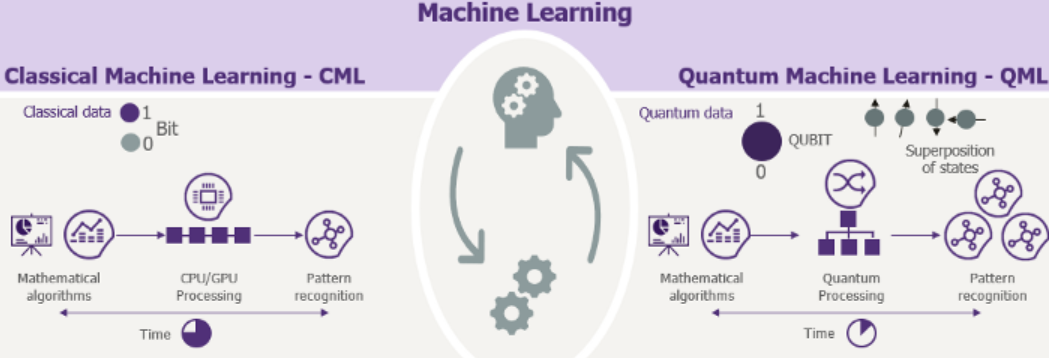 Machine Learning
Classical Machine Learning - CML
Classical data
1
Bit
0
Mathematical
algorithms
CPU/GPU
Processing
Pattern
recognition
Time
Quantum Machine Learning - QML
Quantum data
1
QUBIT
0
Superposition
of states
Mathematical
algorithms
Quantum
Processing
Pattern
recognition
Time